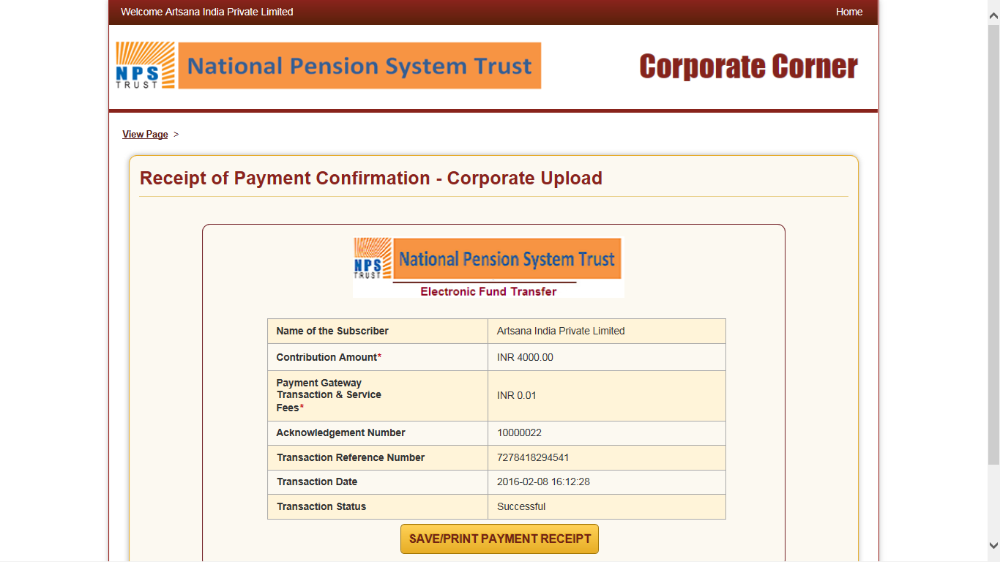 Welcome Artsana India Private Limited Home
NPS
TRUST
National Pension System Trust
Corporate Corner
View Page >
Receipt of Payment Confirmation - Corporate Upload
NPS
TRUST
National Pension System Trust
Electronic Fund Transfer
Name of the Subscriber Artsana India Private Limited
Contribution Amount* INR 4000.00
Payment Gateway
Transaction & Service
Fees* INR 0.01
Acknowledgement Number 10000022
Transaction Reference Number 7278418294541
Transaction Date 2016-02-08 16:12:28
Transaction Status Successful
SAVE/PRINT PAYMENT RECEIPT